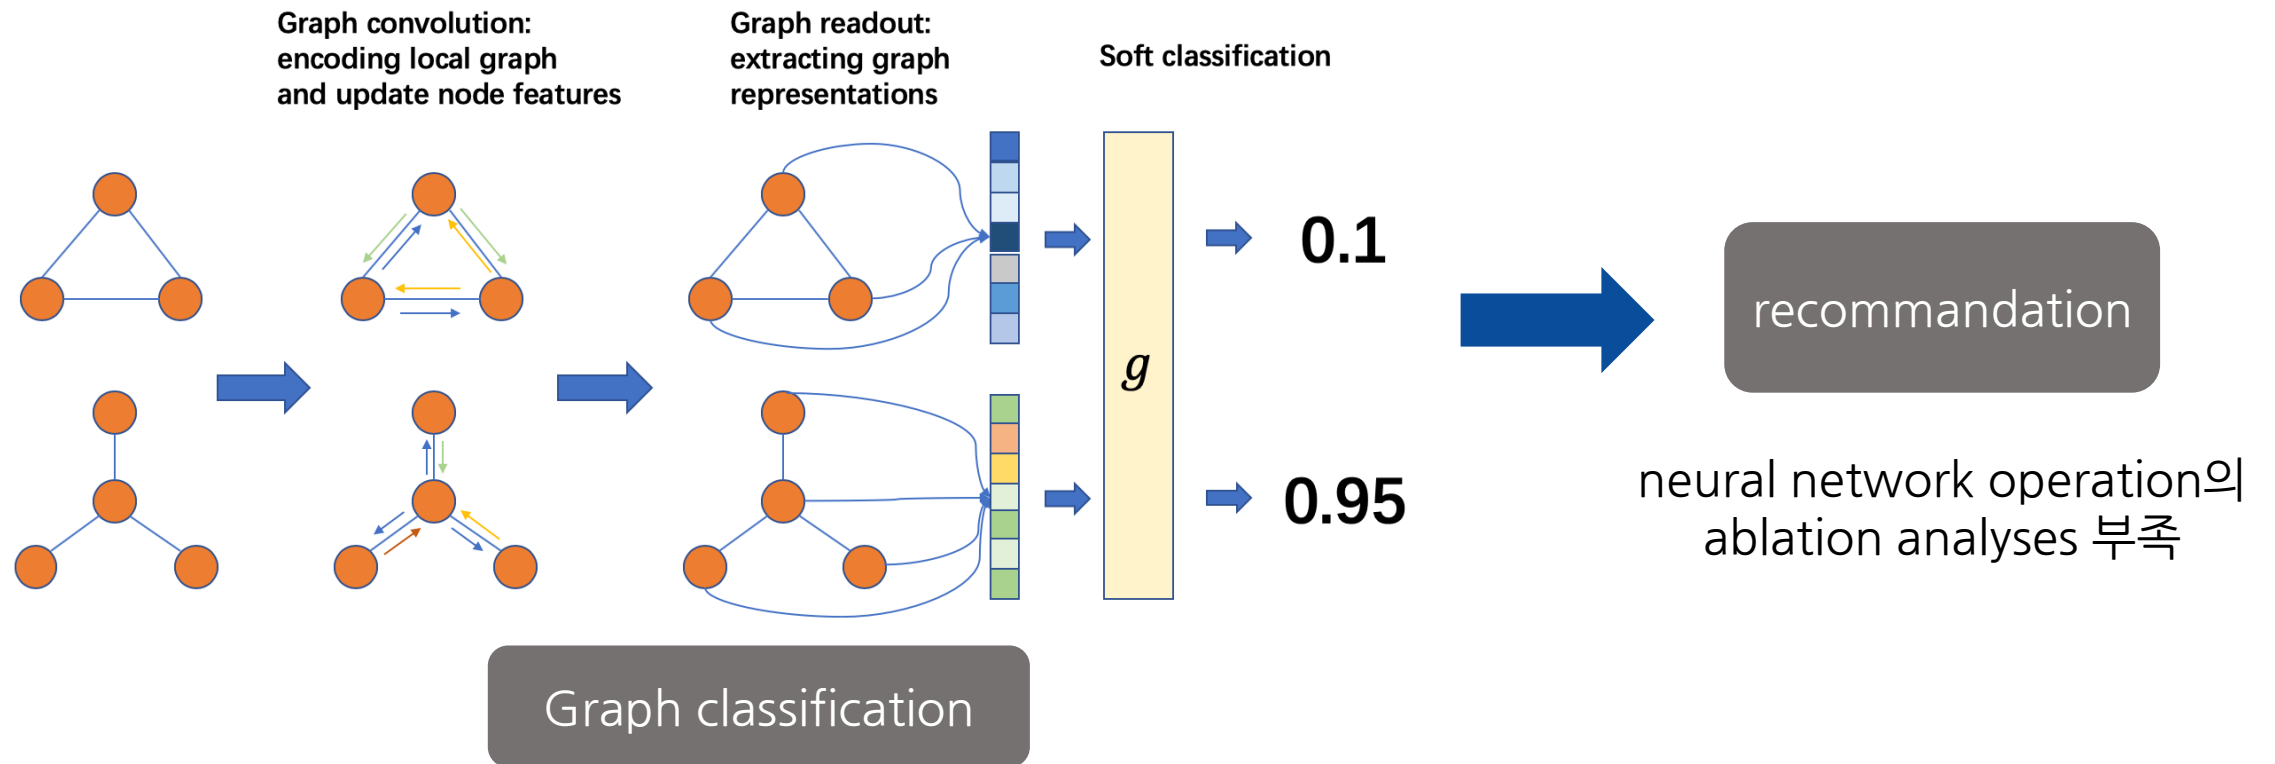 Graph convolution:
encoding local graph
and update node features
Graph readout:
extracting graph
representations
Soft classification
g
0.1
0.95
recommandation
neural network operation의
ablation analyses 부족
Graph classification